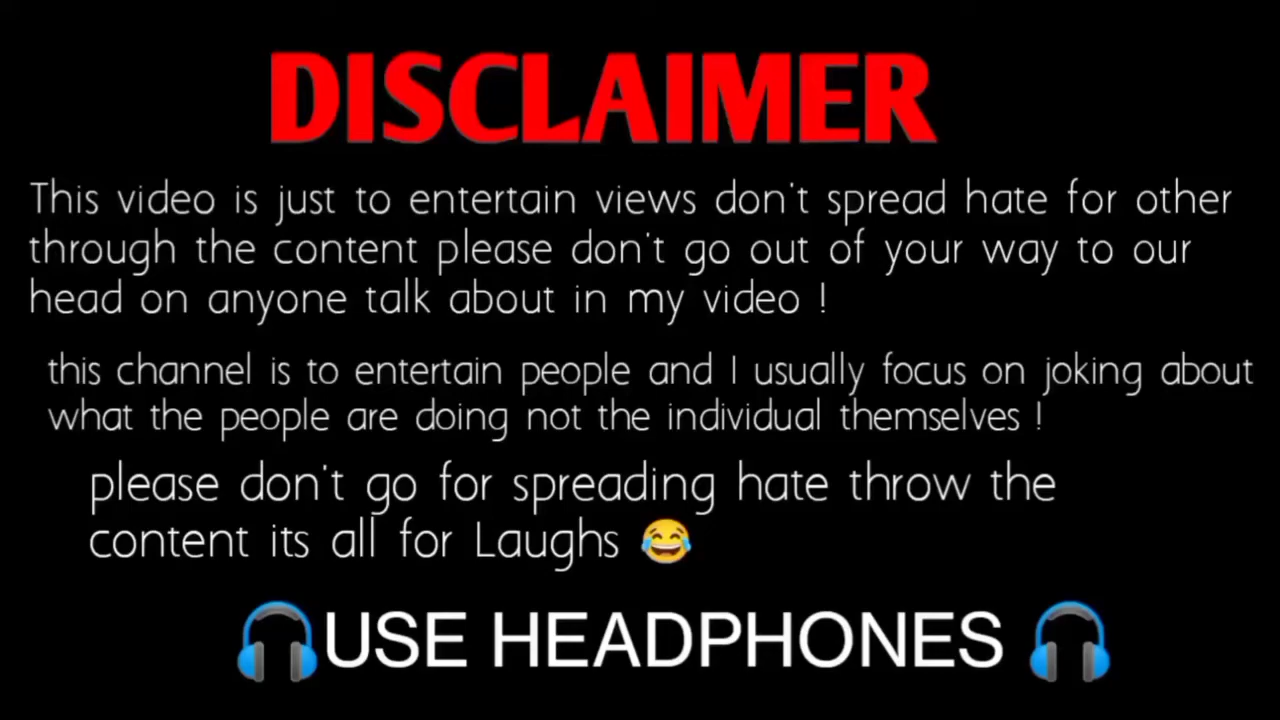 DISCLAIMER
This video is just to entertain views don't spread hate for other
through the content please don't go out of your way to our
head on anyone talk about in my video !
this channel is to entertain people and I usually focus on joking about
what the people are doing not the individual themselves !
please don't go for spreading hate throw the
content its all for Laughs 😂
🎧USE HEADPHONES 🎧